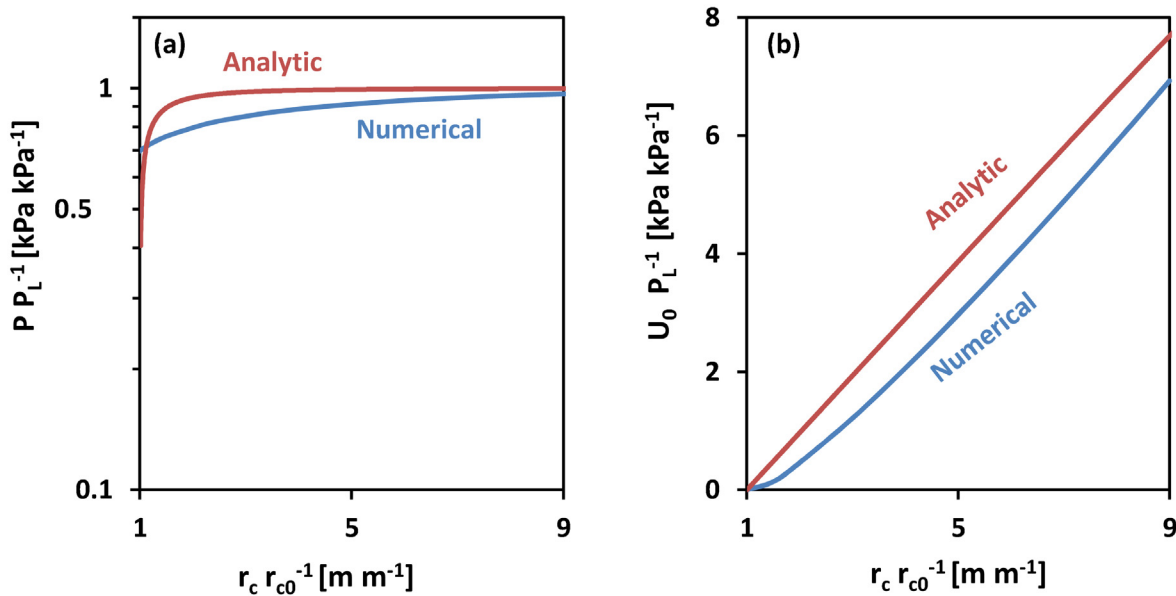 (a)
Analytic
Numerical
1
0.5
0.1
P P_L^-1 [kPa kPa^-1]
1 5 9
r_c r_c0^-1 [m m^-1]
(b)
Analytic
Numerical
8
6
4
2
0
U_0 P_L^-1 [kPa kPa^-1]
1 5 9
r_c r_c0^-1 [m m^-1]